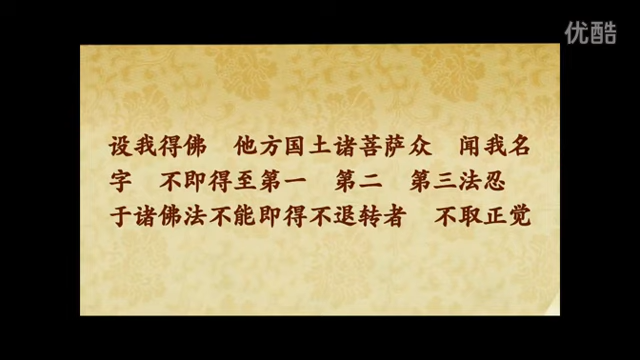 优酷
设我得佛　他方国土诸菩萨众　闻我名
字　不即得至第一　第二　第三法忍
于诸佛法不能即得不退转者　不取正觉